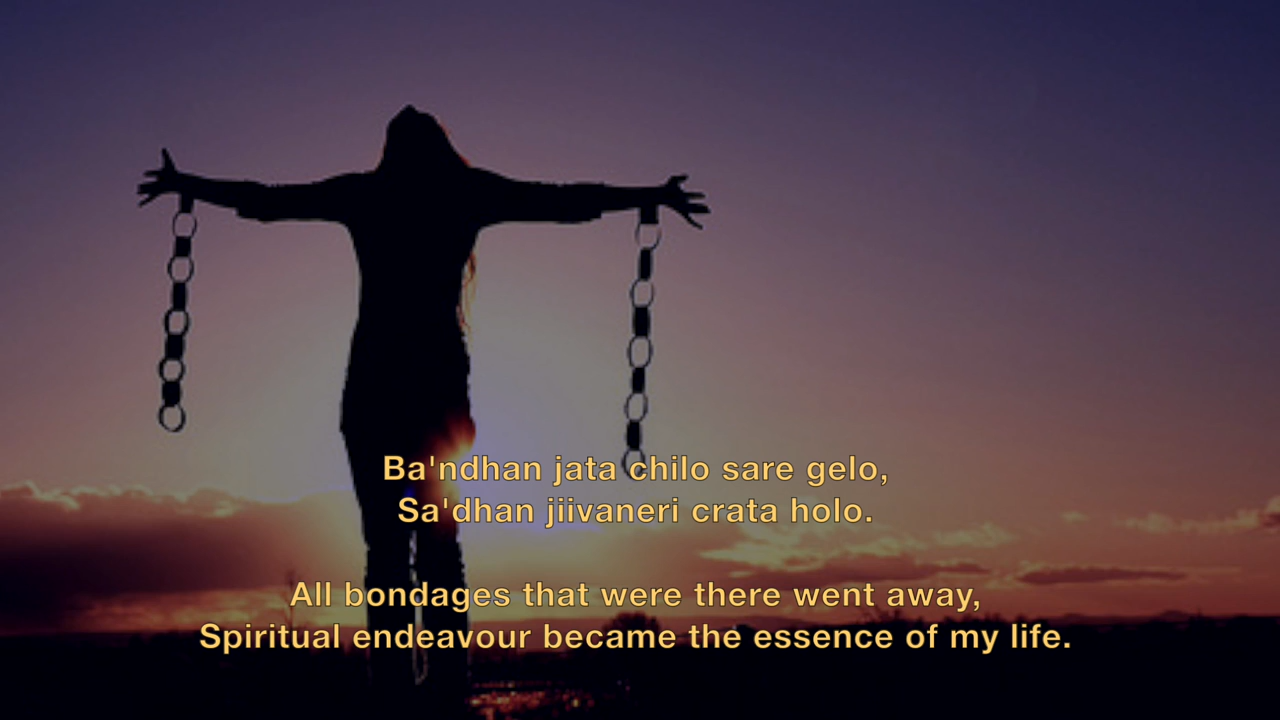 Ba'ndhan jata chilo sare gelo,
Sa'dhan jiivaneri crata holo.
All bondages that were there went away,
Spiritual endeavour became the essence of my life.